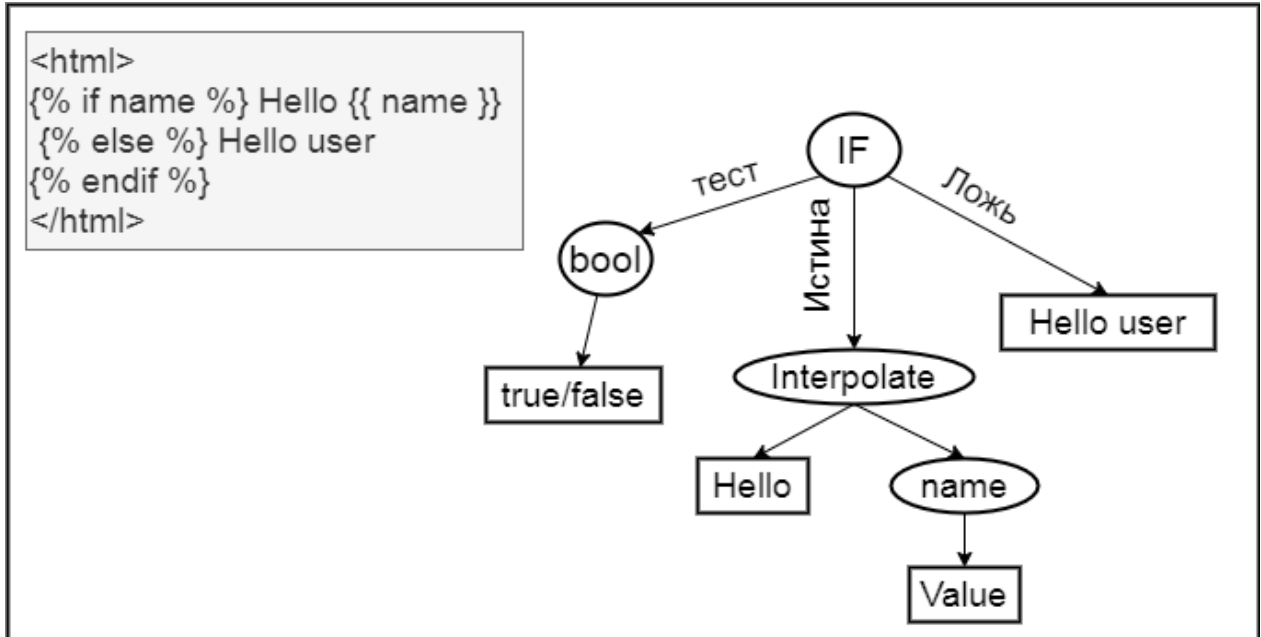 <html>
{% if name %} Hello {{ name }}
{% else %} Hello user
{% endif %}
</html>
IF
тест
Истина
Ложь
bool
Hello user
true/false
Interpolate
Hello
name
Value